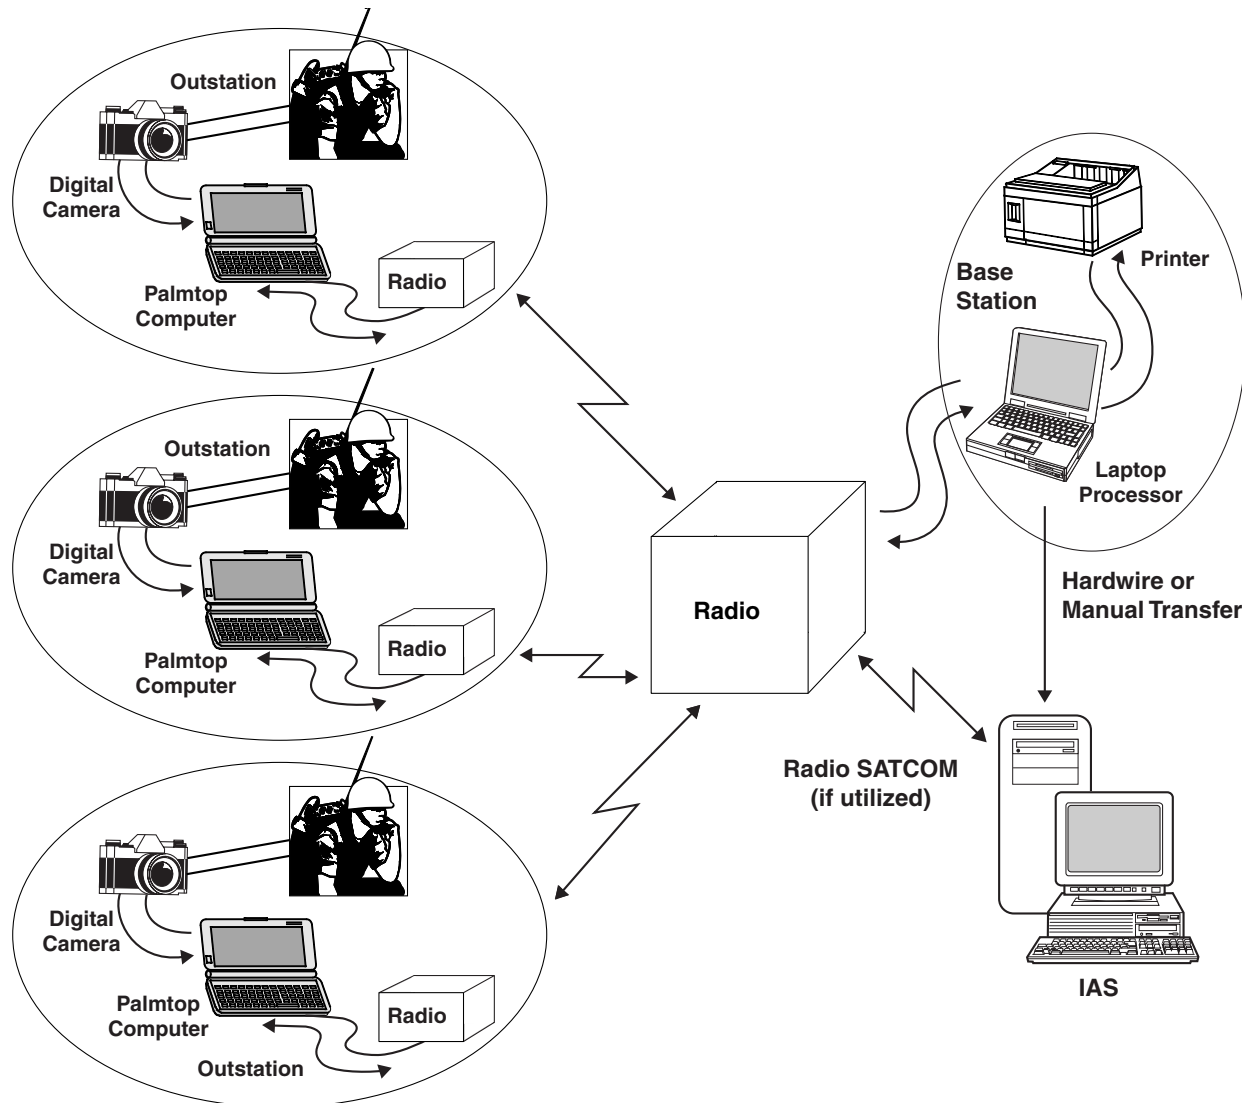 Outstation
Digital
Camera
Palmtop
Computer
Radio
Outstation
Digital
Camera
Palmtop
Computer
Radio
Digital
Camera
Palmtop
Computer
Radio
Outstation
Radio
Radio SATCOM
(if utilized)
Base
Station
Printer
Laptop
Processor
Hardwire or
Manual Transfer
IAS